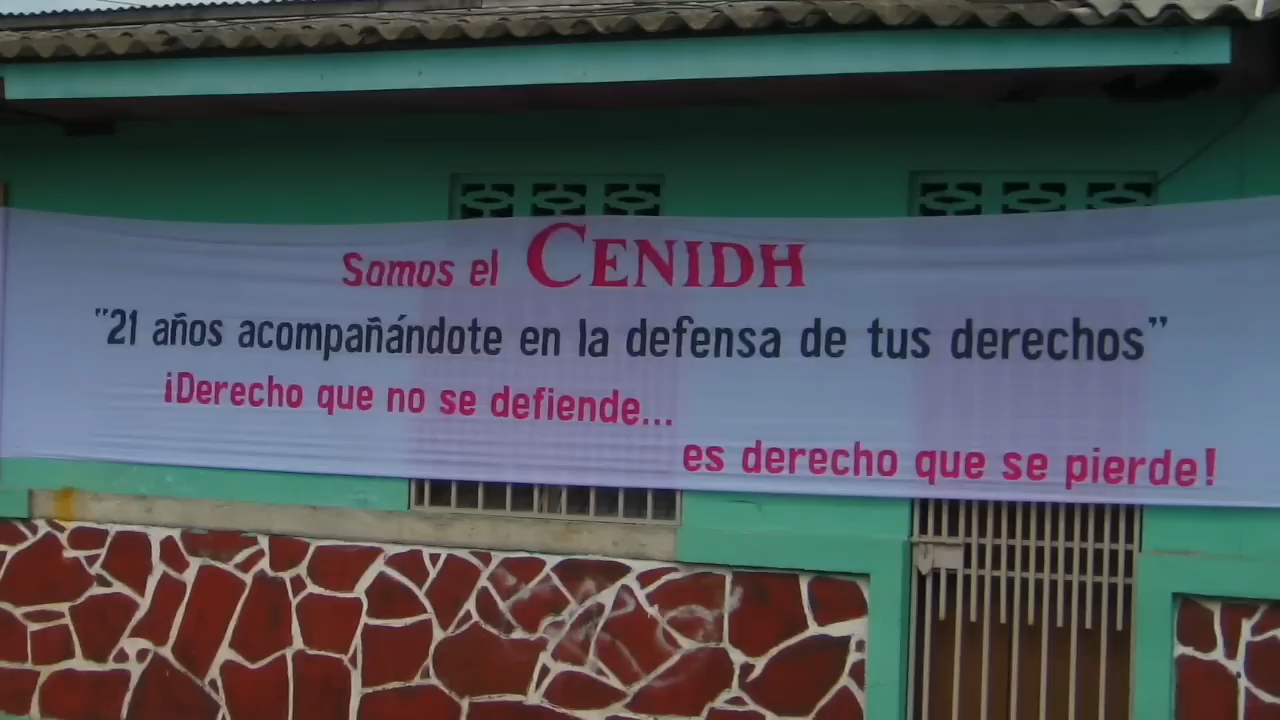 Somos el CENIDH
"21 años acompañándote en la defensa de tus derechos"
¡Derecho que no se defiende...
es derecho que se pierde!